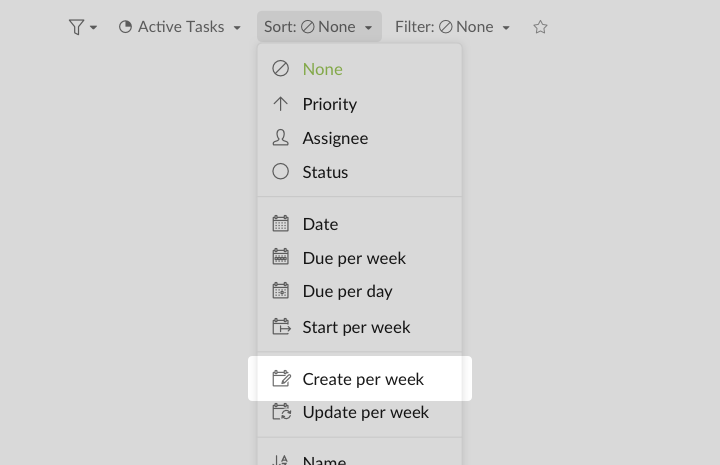 Active Tasks Sort: None Filter: None
None
Priority
Assignee
Status
Date
Due per week
Due per day
Start per week
Create per week
Update per week
Name